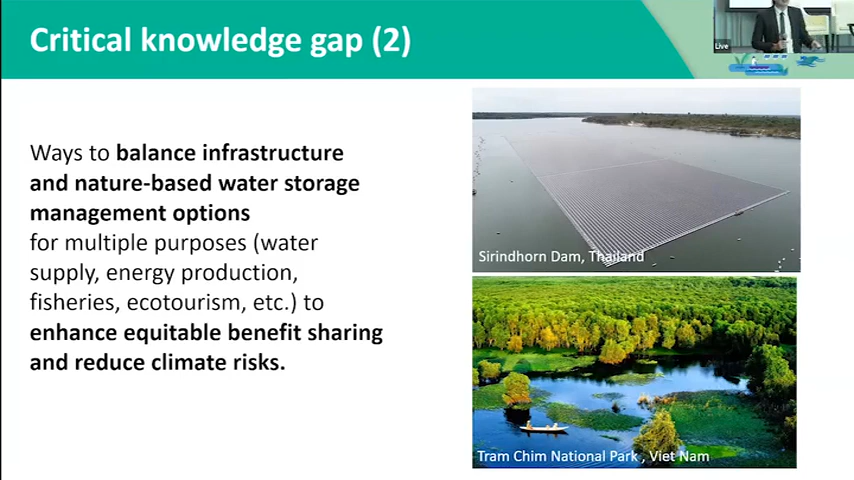 Critical knowledge gap (2)
Live
Ways to balance infrastructure
and nature-based water storage
management options
for multiple purposes (water
supply, energy production,
fisheries, ecotourism, etc.) to
enhance equitable benefit sharing
and reduce climate risks.
Sirindhorn Dam, Thailand
Tram Chim National Park , Viet Nam